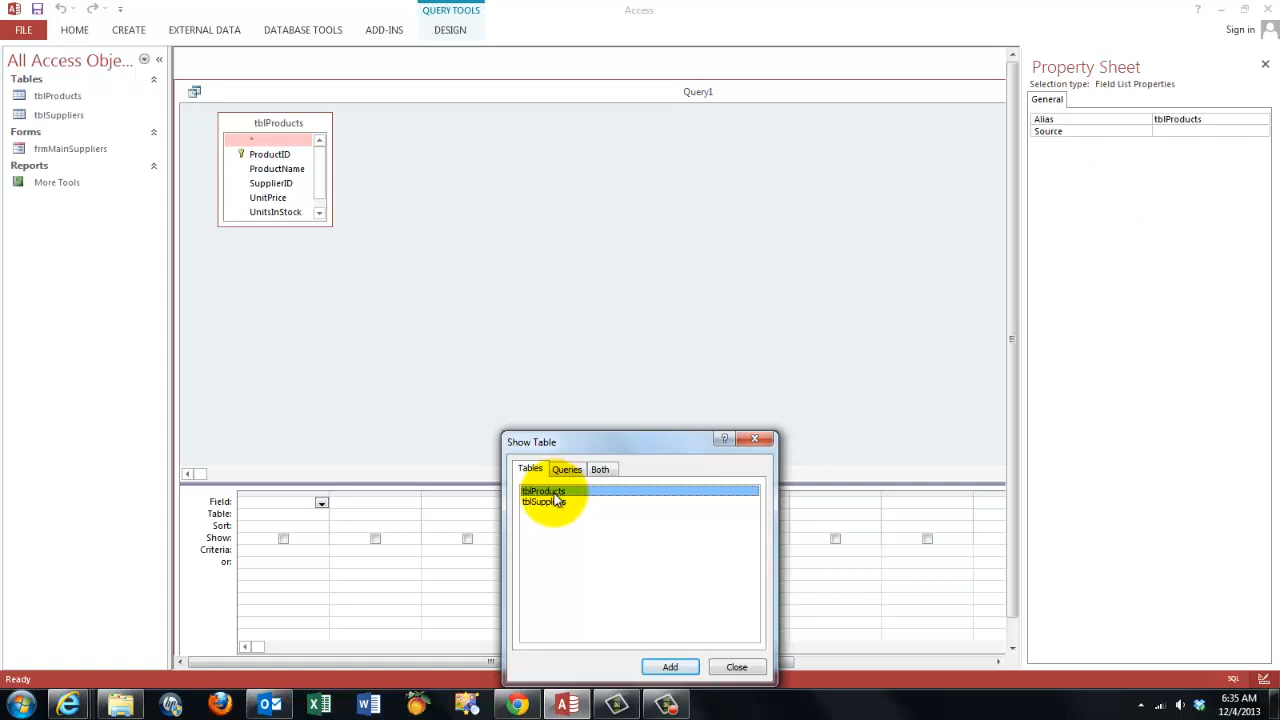 QUERY TOOLS
Access
FILE
HOME
CREATE
EXTERNAL DATA
DATABASE TOOLS
ADD-INS
DESIGN
Sign in
All Access Obje...
Tables
tblProducts
tblSuppliers
Forms
frmMainSuppliers
Reports
More Tools
Query1
tblProducts
*
ProductID
ProductName
SupplierID
UnitPrice
UnitsInStock
Field:
Table:
Sort:
Show:
Criteria:
or:
Show Table
Tables
Queries
Both
tblProducts
tblSuppliers
Add
Close
Property Sheet
Selection type: Field List Properties
General
Alias
tblProducts
Source
Ready
SQL
6:35 AM
12/4/2013